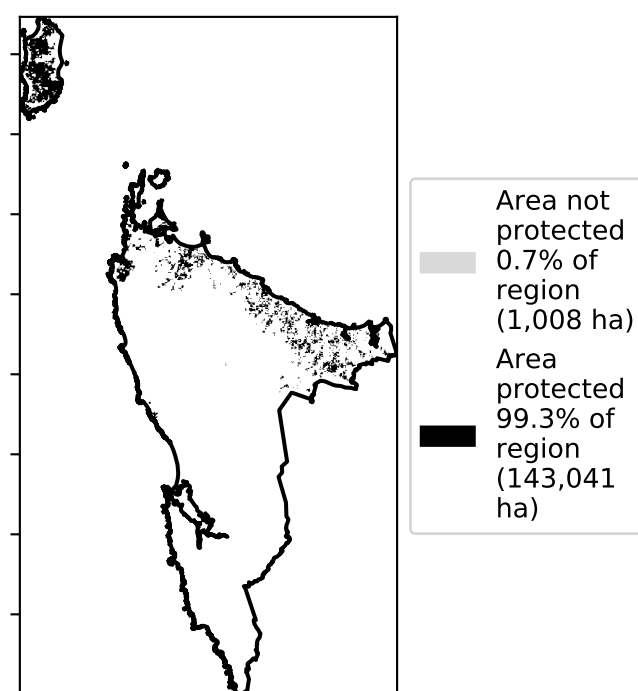 Area not
protected
0.7% of
region
(1,008 ha)
Area
protected
99.3% of
region
(143,041
ha)